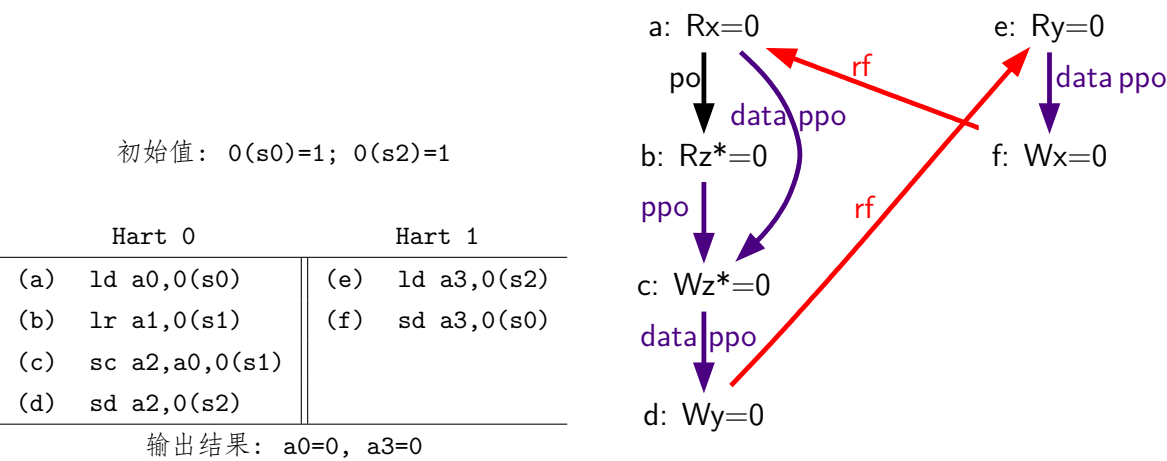 初始值: 0(s0)=1; 0(s2)=1
Hart 0 Hart 1
(a) ld a0,0(s0) (e) ld a3,0(s2)
(b) lr a1,0(s1) (f) sd a3,0(s0)
(c) sc a2,a0,0(s1)
(d) sd a2,0(s2)
输出结果: a0=0, a3=0
a: Rx=0 e: Ry=0
po rf data ppo
data ppo
b: Rz*=0 f: Wx=0
ppo rf
c: Wz*=0
data ppo
d: Wy=0